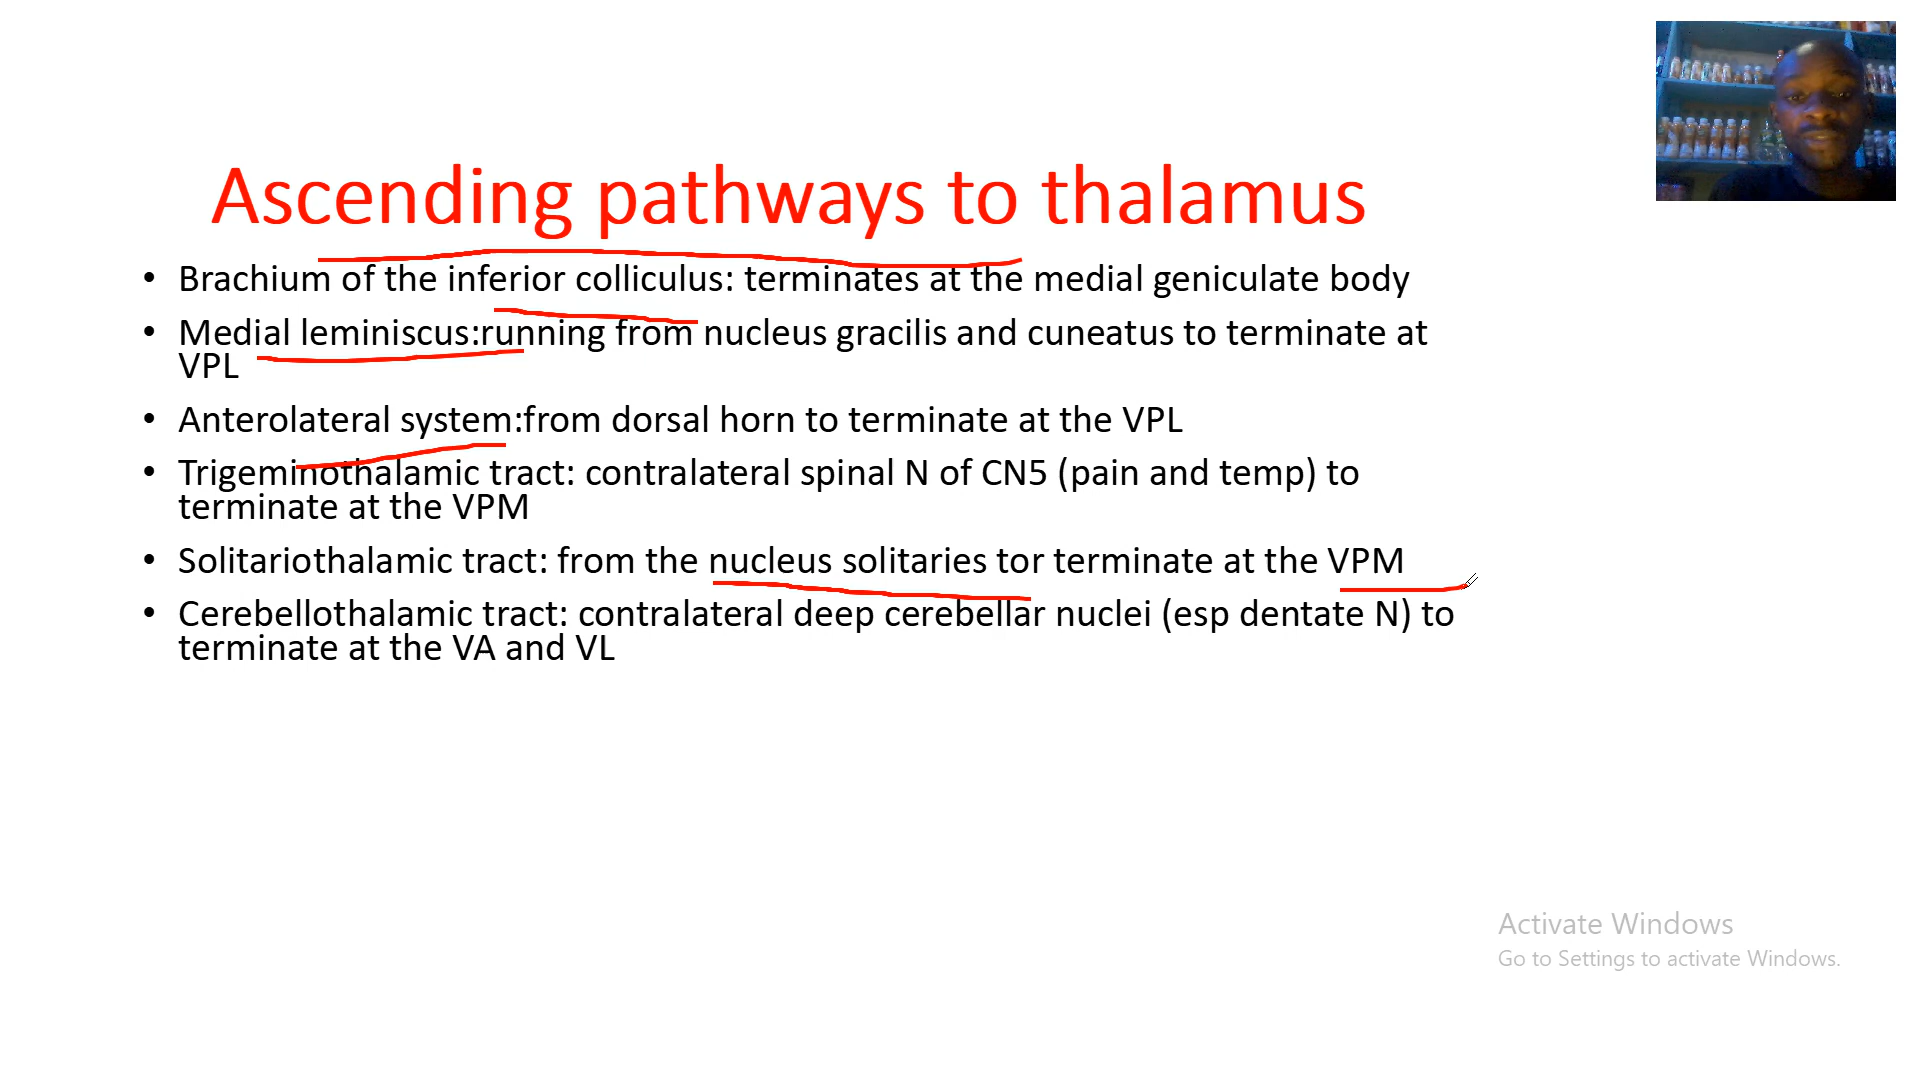 Ascending pathways to thalamus
• Brachium of the inferior colliculus: terminates at the medial geniculate body
• Medial leminiscus:running from nucleus gracilis and cuneatus to terminate at
VPL
• Anterolateral system:from dorsal horn to terminate at the VPL
• Trigeminothalamic tract: contralateral spinal N of CN5 (pain and temp) to
terminate at the VPM
• Solitariothalamic tract: from the nucleus solitaries tor terminate at the VPM
• Cerebellothalamic tract: contralateral deep cerebellar nuclei (esp dentate N) to
terminate at the VA and VL
Activate Windows
Go to Settings to activate Windows.